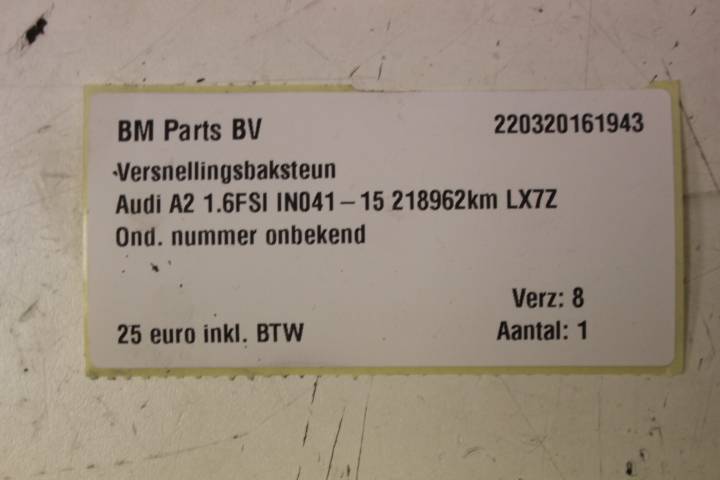 BM Parts BV 220320161943
Versnellingsbaksteun
Audi A2 1.6FSI IN041-15 218962km LX7Z
Ond. nummer onbekend
Verz: 8
25 euro inkl. BTW Aantal: 1